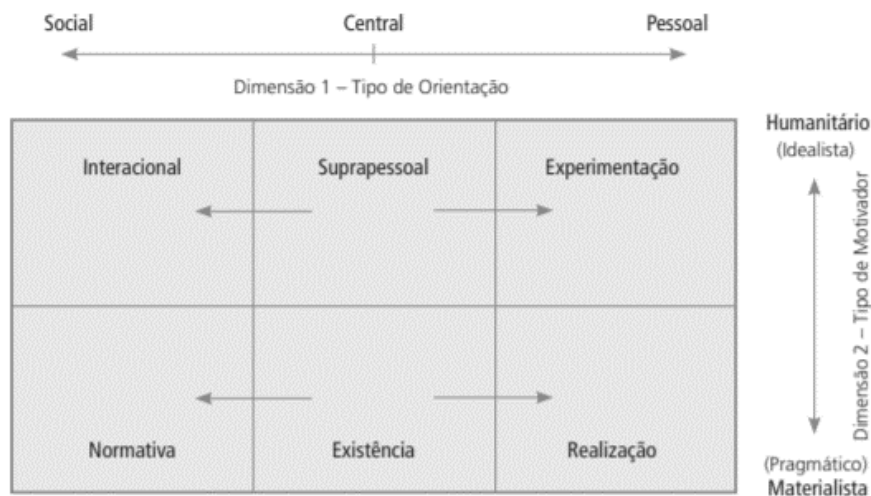 Social Central Pessoal
Dimensão 1 – Tipo de Orientação
Humanitário
(Idealista)
Interacional Suprapessoal Experimentação
Dimensão 2 – Tipo de Motivador
Normativa Existência Realização
(Pragmático)
Materialista